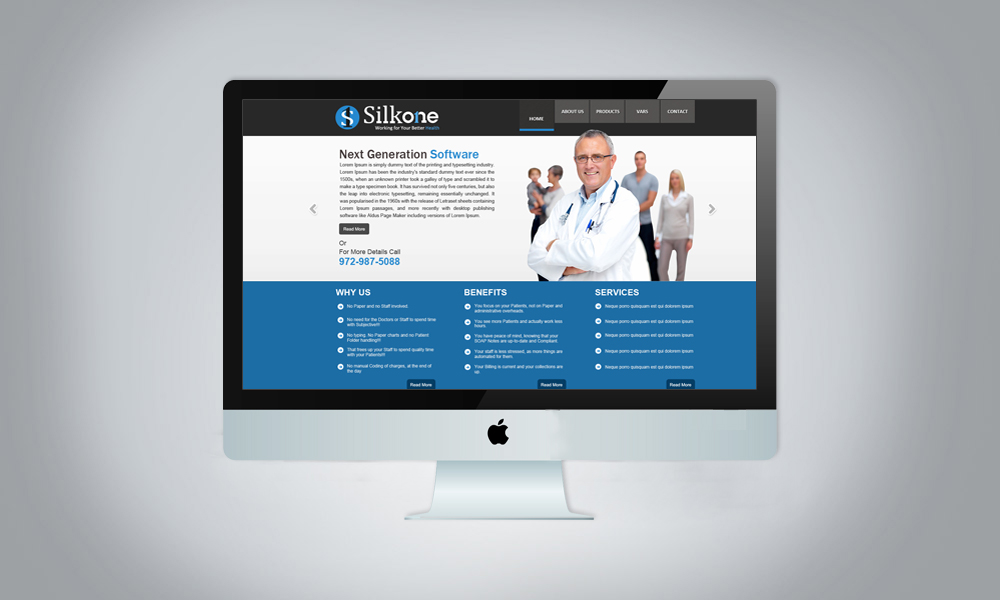 Silkone
Working for Your Better Health
HOME
ABOUT US
PRODUCTS
VARS
CONTACT
Next Generation Software
Lorem Ipsum is simply dummy text of the printing and typesetting industry.
Lorem Ipsum has been the industry's standard dummy text ever since the
1500s, when an unknown printer took a galley of type and scrambled it to
make a type specimen book. It has survived not only five centuries, but also
the leap into electronic typesetting, remaining essentially unchanged. It
was popularised in the 1960s with the release of Letraset sheets containing
Lorem Ipsum passages, and more recently with desktop publishing
software like Aldus Page Maker including versions of Lorem Ipsum.
Read More
Or
For More Details Call
972-987-5088
WHY US
No Paper and no Staff involved.
No need for the Doctors or Staff to spend time
with Subjective!!!
No typing, No Paper charts and no Patient
Folder handling!!!
That frees up your Staff to spend quality time
with your Patients!!!
No manual Coding of charges, at the end of
the day
Read More
BENEFITS
You focus on your Patients, not on Paper and
administrative overheads.
You see more Patients and actually work less
hours.
You have peace of mind, knowing that your
SOAP Notes are up-to-date and Compliant.
Your staff is less stressed, as more things are
automated for them.
Your Billing is current and your collections are
up.
Read More
SERVICES
Neque porro quisquam est qui dolorem ipsum
Neque porro quisquam est qui dolorem ipsum
Neque porro quisquam est qui dolorem ipsum
Neque porro quisquam est qui dolorem ipsum
Neque porro quisquam est qui dolorem ipsum
Read More